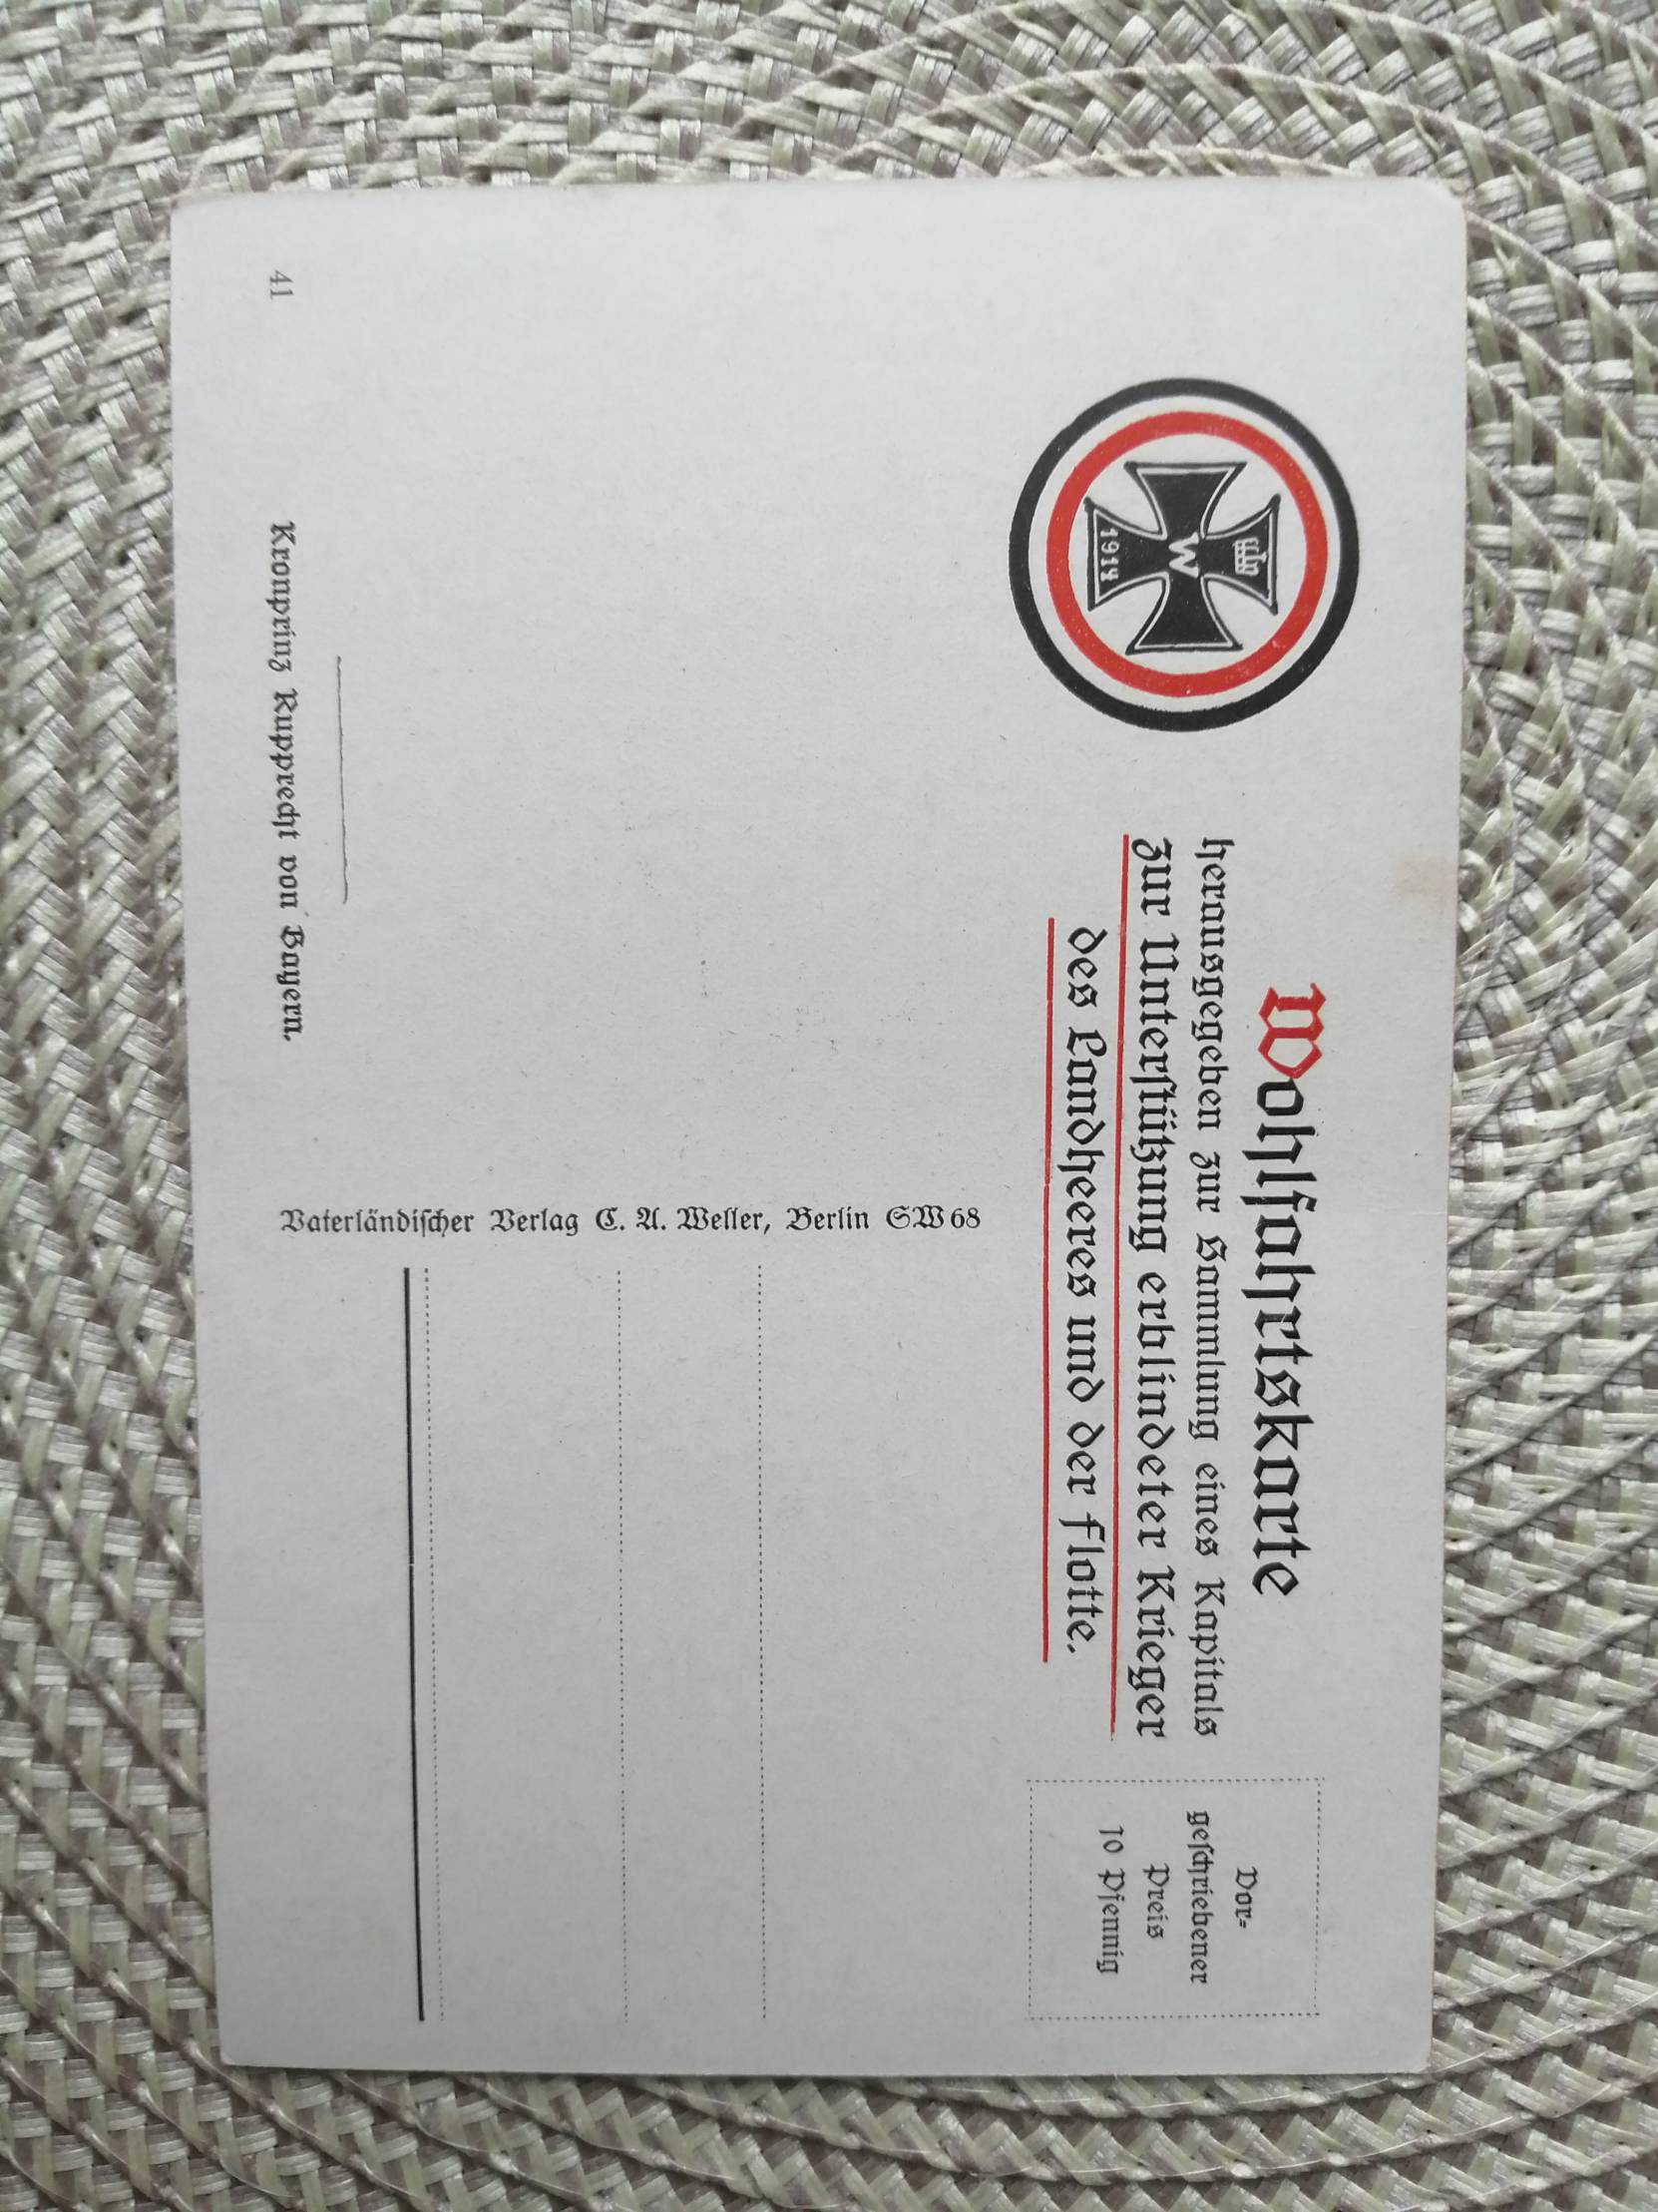 Wohlfahrtskarte
herausgegeben zur Sammlung eines Kapitals
zur Unterstützung erblindeter Krieger
des Landheeres und der Flotte.
W
1914
Vor-
geschriebener
Preis
10 Pfennig
Vaterländischer Verlag C. A. Weller, Berlin SW 68
41
Kronprinz Rupprecht von Bayern.